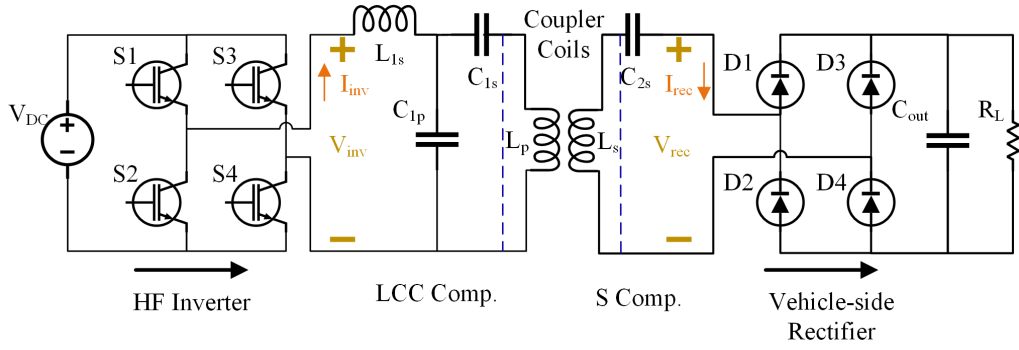 Coupler
Coils
S1
S3
L1s
C1s
C2s
D1
D3
VDC
Iinv
C1p
Irec
Cout
RL
Vinv
Lp
Ls
Vrec
S2
S4
D2
D4
HF Inverter
LCC Comp.
S Comp.
Vehicle-side
Rectifier